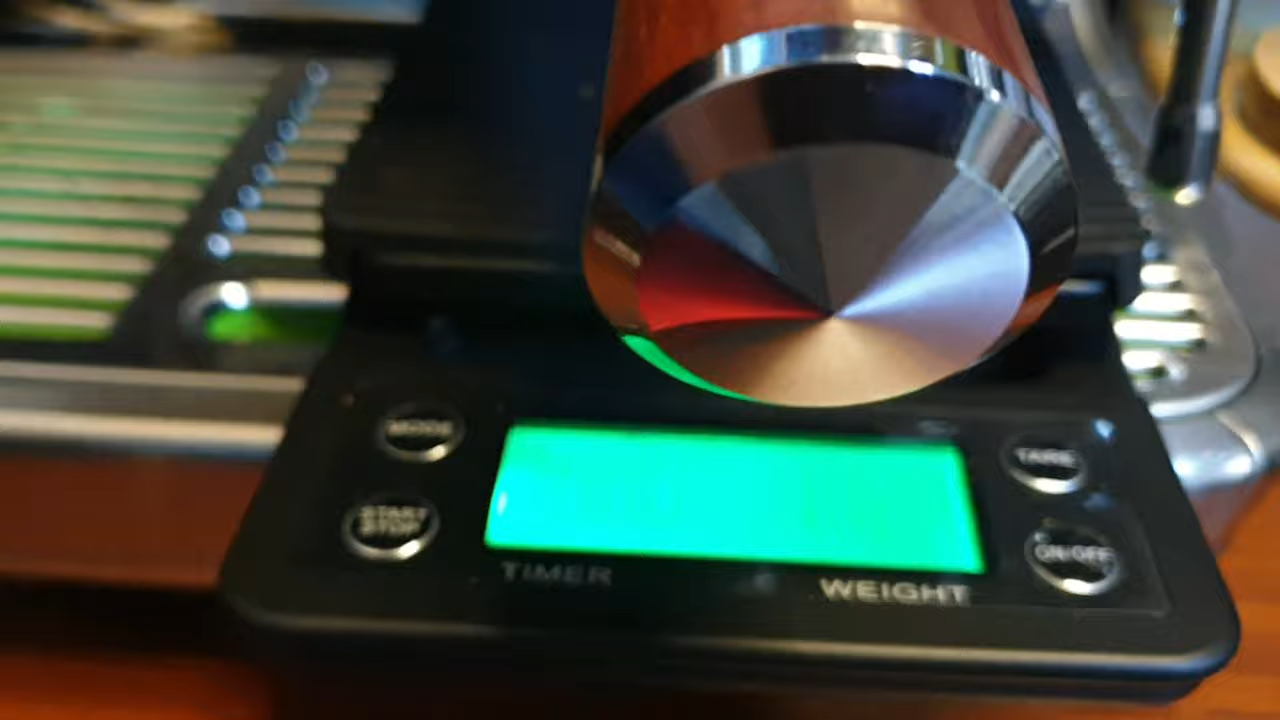 MODE
TARE
START
STOP
ON/OFF
TIMER
WEIGHT